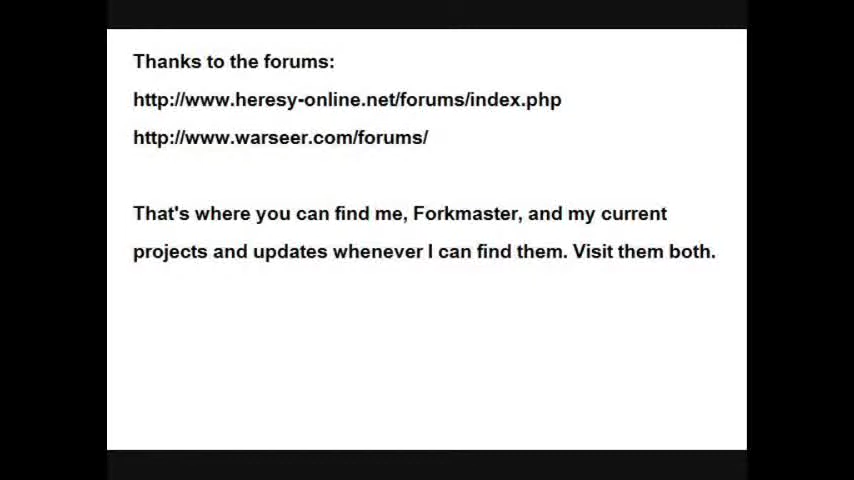 Thanks to the forums:
http://www.heresy-online.net/forums/index.php
http://www.warseer.com/forums/
That's where you can find me, Forkmaster, and my current
projects and updates whenever I can find them. Visit them both.